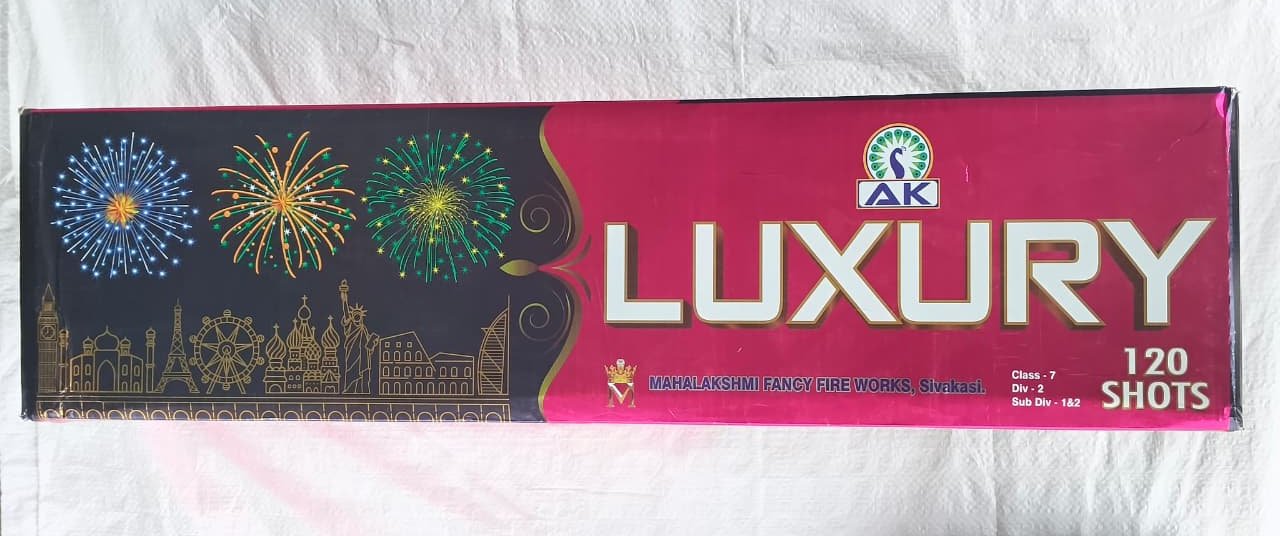 AK
LUXURY
M
MAHALAKSHMI FANCY FIRE WORKS, Sivakasi.
Class - 7
Div - 2
Sub Div - 1&2
120
SHOTS